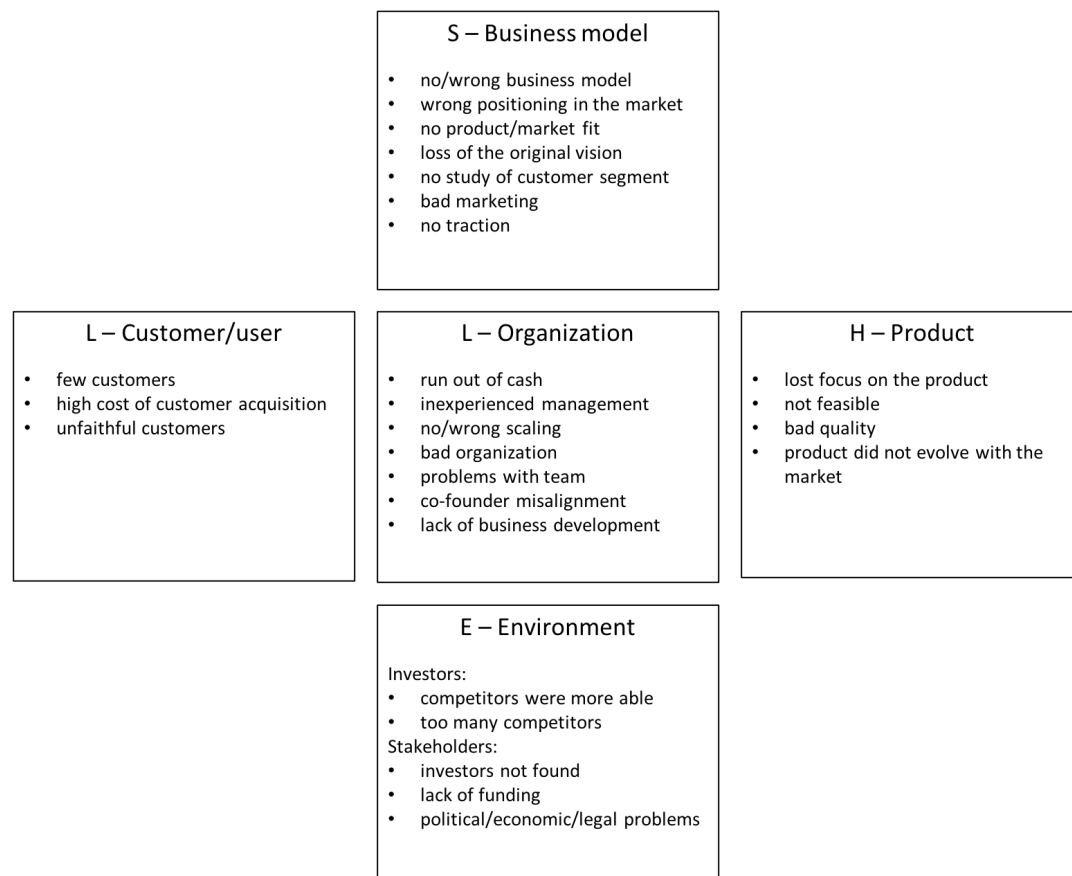 S – Business model
• no/wrong business model
• wrong positioning in the market
• no product/market fit
• loss of the original vision
• no study of customer segment
• bad marketing
• no traction
L – Customer/user
• few customers
• high cost of customer acquisition
• unfaithful customers
L – Organization
• run out of cash
• inexperienced management
• no/wrong scaling
• bad organization
• problems with team
• co-founder misalignment
• lack of business development
H – Product
• lost focus on the product
• not feasible
• bad quality
• product did not evolve with the
market
E – Environment
Investors:
• competitors were more able
• too many competitors
Stakeholders:
• investors not found
• lack of funding
• political/economic/legal problems